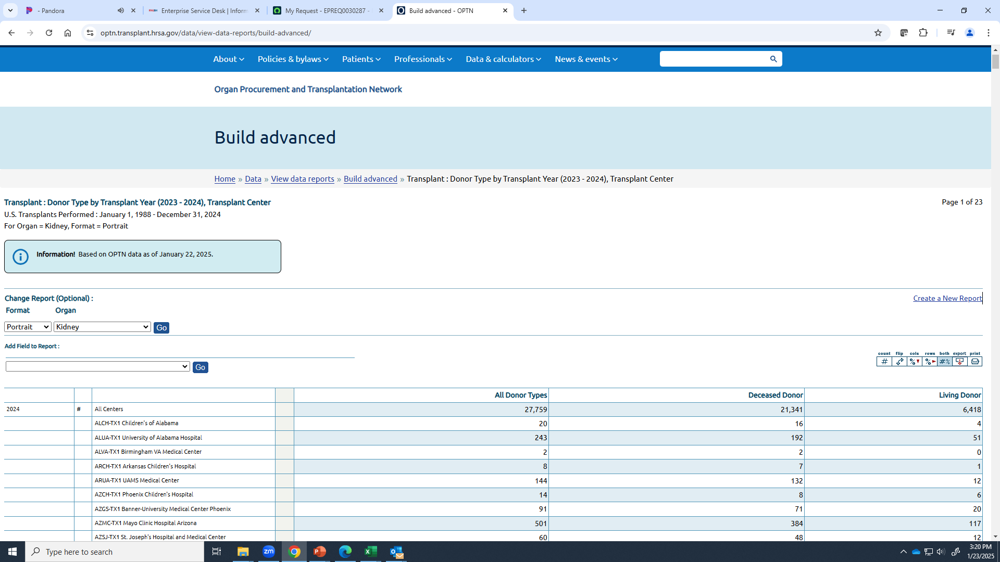 - Pandora
Enterprise Service Desk | Inform
My Request - EPREQ0030287 -
Build advanced - OPTN
optn.transplant.hrsa.gov/data/view-data-reports/build-advanced/
About
Policies & bylaws
Patients
Professionals
Data & calculators
News & events
Organ Procurement and Transplantation Network
Build advanced
Home » Data » View data reports » Build advanced » Transplant : Donor Type by Transplant Year (2023 - 2024), Transplant Center
Transplant : Donor Type by Transplant Year (2023 - 2024), Transplant Center
Page 1 of 23
U.S. Transplants Performed : January 1, 1988 - December 31, 2024
For Organ = Kidney, Format = Portrait
Information! Based on OPTN data as of January 22, 2025.
Change Report (Optional) :
Create a New Report
Format Organ
Portrait Kidney Go
Add Field to Report :
count flip cols rows both export print
# % % #%
Go
All Donor Types Deceased Donor Living Donor
2024 # All Centers 27,759 21,341 6,418
ALCH-TX1 Children's of Alabama 20 16 4
ALUA-TX1 University of Alabama Hospital 243 192 51
ALVA-TX1 Birmingham VA Medical Center 2 2 0
ARCH-TX1 Arkansas Children's Hospital 8 7 1
ARUA-TX1 UAMS Medical Center 144 132 12
AZCH-TX1 Phoenix Children's Hospital 14 8 6
AZGS-TX1 Banner-University Medical Center Phoenix 91 71 20
AZMC-TX1 Mayo Clinic Hospital Arizona 501 384 117
AZSJ-TX1 St. Joseph's Hospital and Medical Center 60 48 12
Type here to search
zm
3:20 PM
1/23/2025